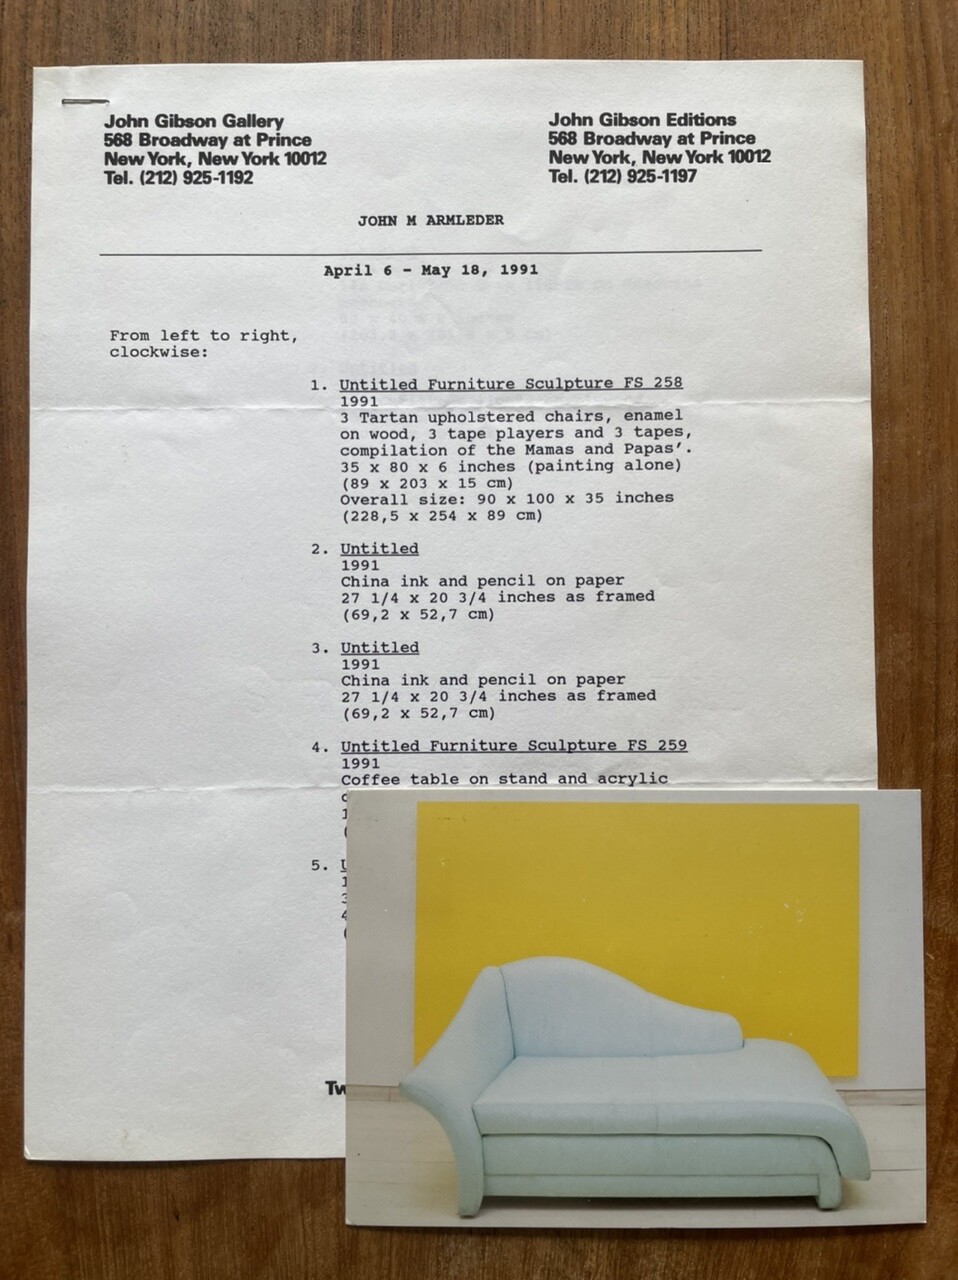 John Gibson Gallery
568 Broadway at Prince
New York, New York 10012
Tel. (212) 925-1192
John Gibson Editions
568 Broadway at Prince
New York, New York 10012
Tel. (212) 925-1197
JOHN M ARMLEDER
April 6 - May 18, 1991
From left to right,
clockwise:
1. Untitled Furniture Sculpture FS 258
1991
3 Tartan upholstered chairs, enamel
on wood, 3 tape players and 3 tapes,
compilation of the Mamas and Papas'.
35 x 80 x 6 inches (painting alone)
(89 x 203 x 15 cm)
Overall size: 90 x 100 x 35 inches
(228,5 x 254 x 89 cm)
2. Untitled
1991
China ink and pencil on paper
27 1/4 x 20 3/4 inches as framed
(69,2 x 52,7 cm)
3. Untitled
1991
China ink and pencil on paper
27 1/4 x 20 3/4 inches as framed
(69,2 x 52,7 cm)
4. Untitled Furniture Sculpture FS 259
1991
Coffee table on stand and acrylic
5.
Tw